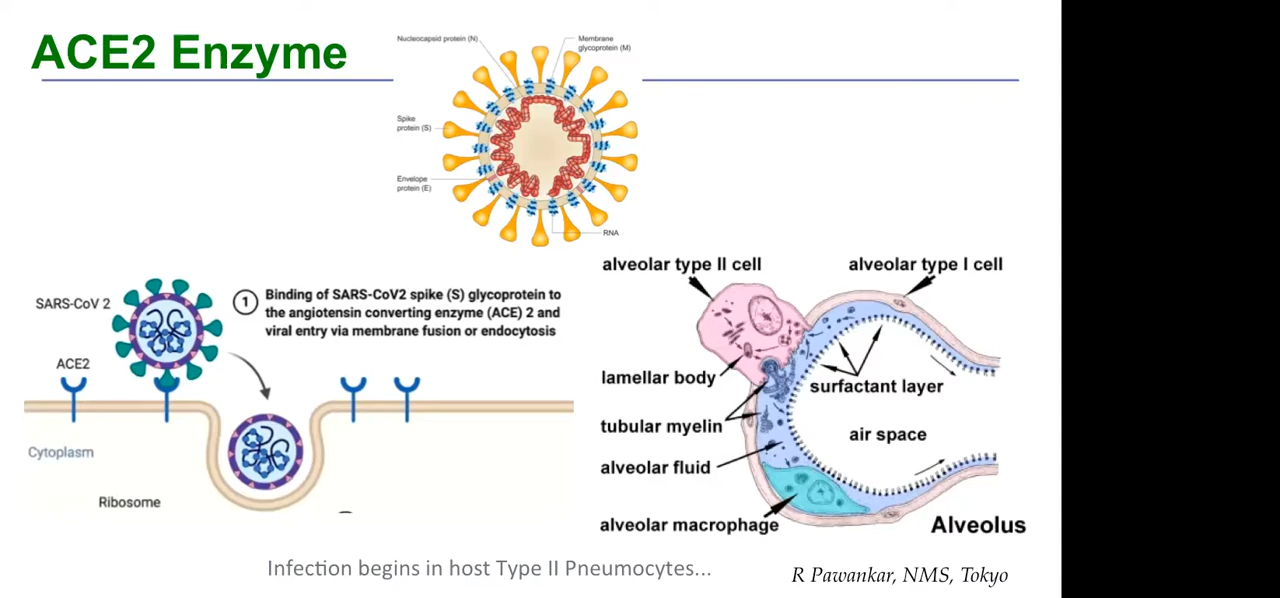 ACE2 Enzyme
Nucleocapsid protein (N)
Membrane
glycoprotein (M)
Spike
protein (S)
Envelope
protein (E)
RNA
SARS-CoV 2
1
Binding of SARS-CoV2 spike (S) glycoprotein to
the angiotensin converting enzyme (ACE) 2 and
viral entry via membrane fusion or endocytosis
ACE2
Cytoplasm
Ribosome
alveolar type II cell
alveolar type I cell
lamellar body
surfactant layer
tubular myelin
air space
alveolar fluid
alveolar macrophage
Alveolus
Infection begins in host Type II Pneumocytes...
R Pawankar, NMS, Tokyo